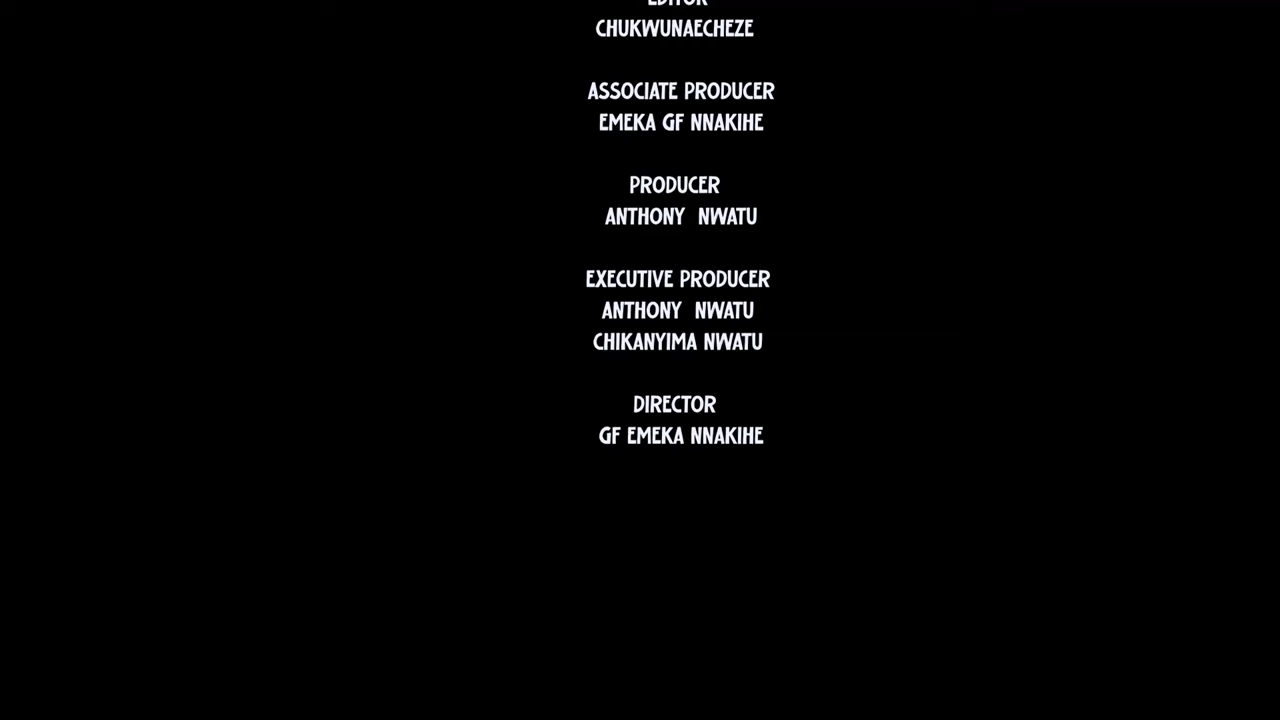 EDITOR
CHUKWUNAECHEZE
ASSOCIATE PRODUCER
EMEKA GF NNAKIHE
PRODUCER
ANTHONY NWATU
EXECUTIVE PRODUCER
ANTHONY NWATU
CHIKANYIMA NWATU
DIRECTOR
GF EMEKA NNAKIHE